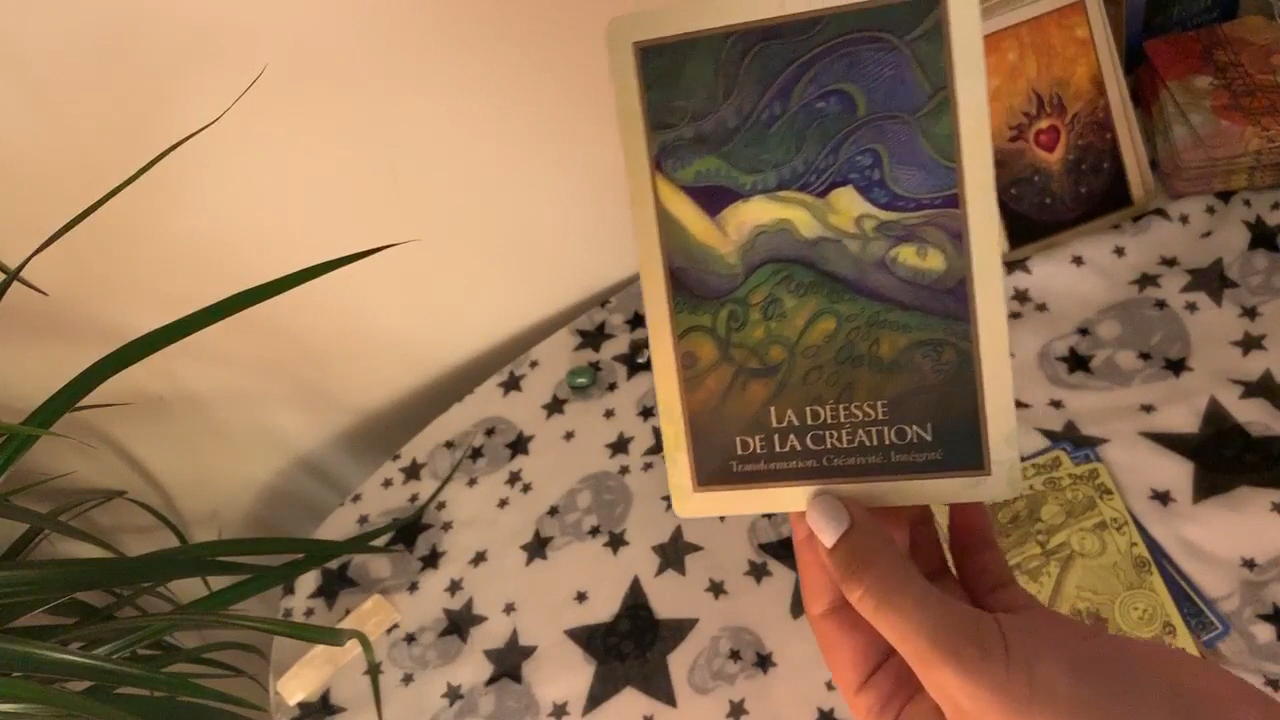 LA DÉESSE
DE LA CRÉATION
Transformation. Créativité. Intégrité